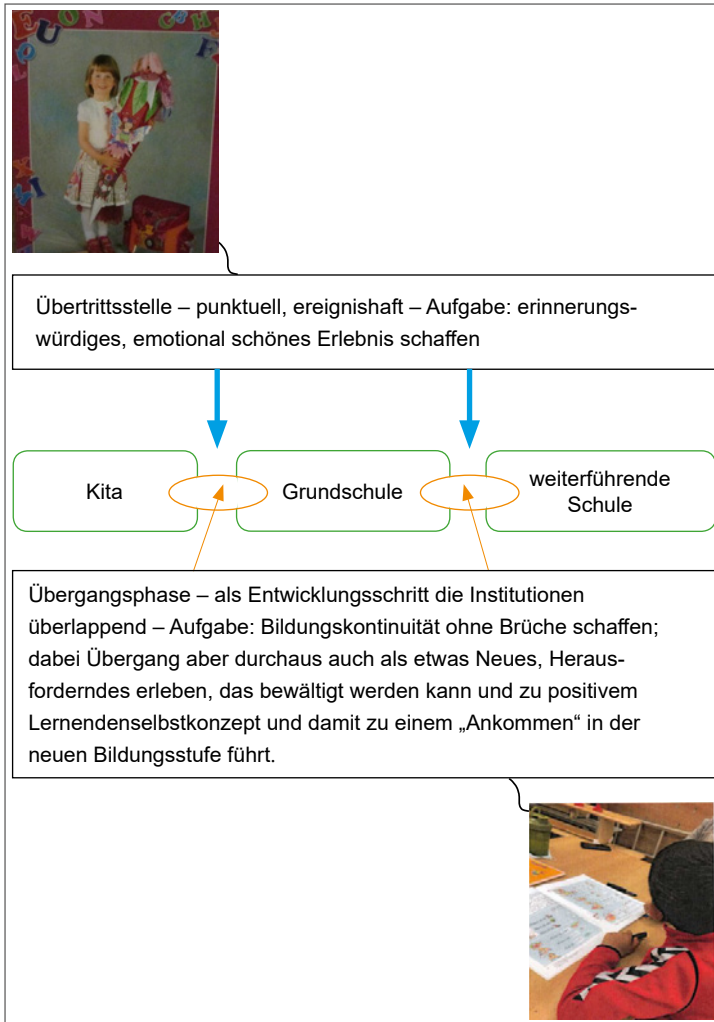 Übertrittsstelle – punktuell, ereignishaft – Aufgabe: erinnerungs-
würdiges, emotional schönes Erlebnis schaffen
Kita
Grundschule
weiterführende
Schule
Übergangsphase – als Entwicklungsschritt die Institutionen
überlappend – Aufgabe: Bildungskontinuität ohne Brüche schaffen;
dabei Übergang aber durchaus auch als etwas Neues, Heraus-
forderndes erleben, das bewältigt werden kann und zu positivem
Lernendenselbstkonzept und damit zu einem „Ankommen“ in der
neuen Bildungsstufe führt.